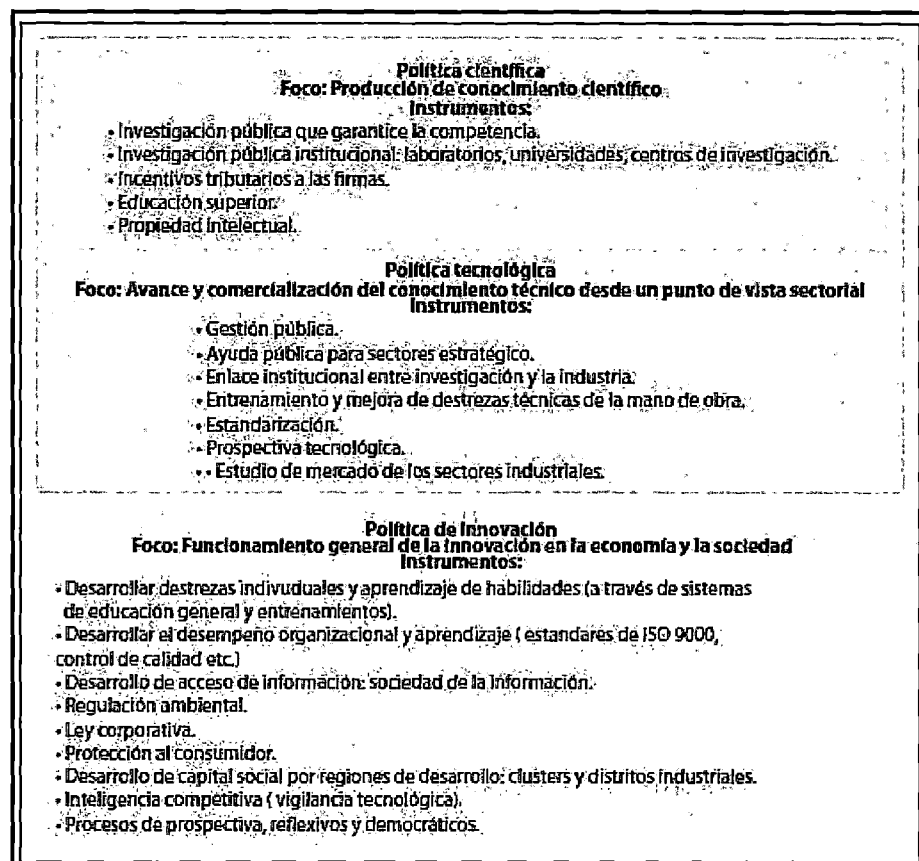 Política científica
Foco: Producción de conocimiento científico
Instrumentos:
• Investigación pública que garantice la competencia.
• Investigación pública institucional: laboratorios, universidades, centros de investigación.
• Incentivos tributarios a las firmas.
• Educación superior.
• Propiedad intelectual.
Política tecnológica
Foco: Avance y comercialización del conocimiento técnico desde un punto de vista sectorial
Instrumentos:
• Gestión pública.
• Ayuda pública para sectores estratégico.
• Enlace institucional entre investigación y la industria.
• Entrenamiento y mejora de destrezas técnicas de la mano de obra.
• Estándarización.
• Prospectiva tecnológica.
• • Estudio de mercado de los sectores industriales.
Política de innovación
Foco: Funcionamiento general de la innovación en la economía y la sociedad
Instrumentos:
• Desarrollar destrezas indivuduales y aprendizaje de habilidades (a través de sistemas
de educación general y entrenamientos).
• Desarrollar el desempeño organizacional y aprendizaje ( estandares de ISO 9000,
control de calidad etc.)
• Desarrollo de acceso de información: sociedad de la información.
• Regulación ambiental.
• Ley corporativa.
• Protección al consumidor.
• Desarrollo de capital social por regiones de desarrollo: clusters y distritos industriales.
• Inteligencia competitiva ( vigilancia tecnológica).
• Procesos de prospectiva, reflexivos y democráticos.